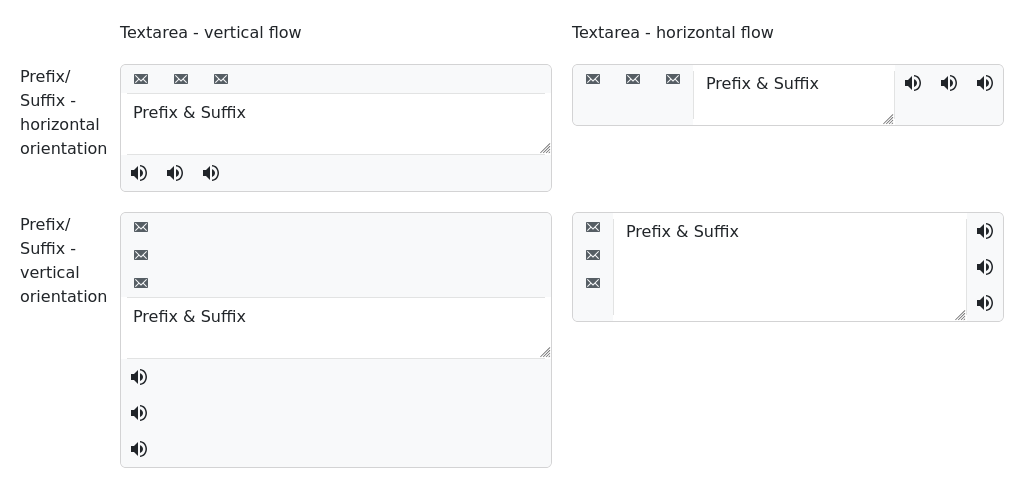 Textarea - vertical flow
Textarea - horizontal flow
Prefix/
Suffix -
horizontal
orientation
Prefix & Suffix
Prefix & Suffix
Prefix/
Suffix -
vertical
orientation
Prefix & Suffix
Prefix & Suffix